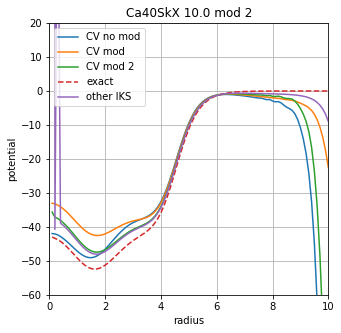 Ca40SkX 10.0 mod 2
20
10
0
−10
−20
−30
−40
−50
−60
potential
CV no mod
CV mod
CV mod 2
exact
other IKS
0 2 4 6 8 10
radius